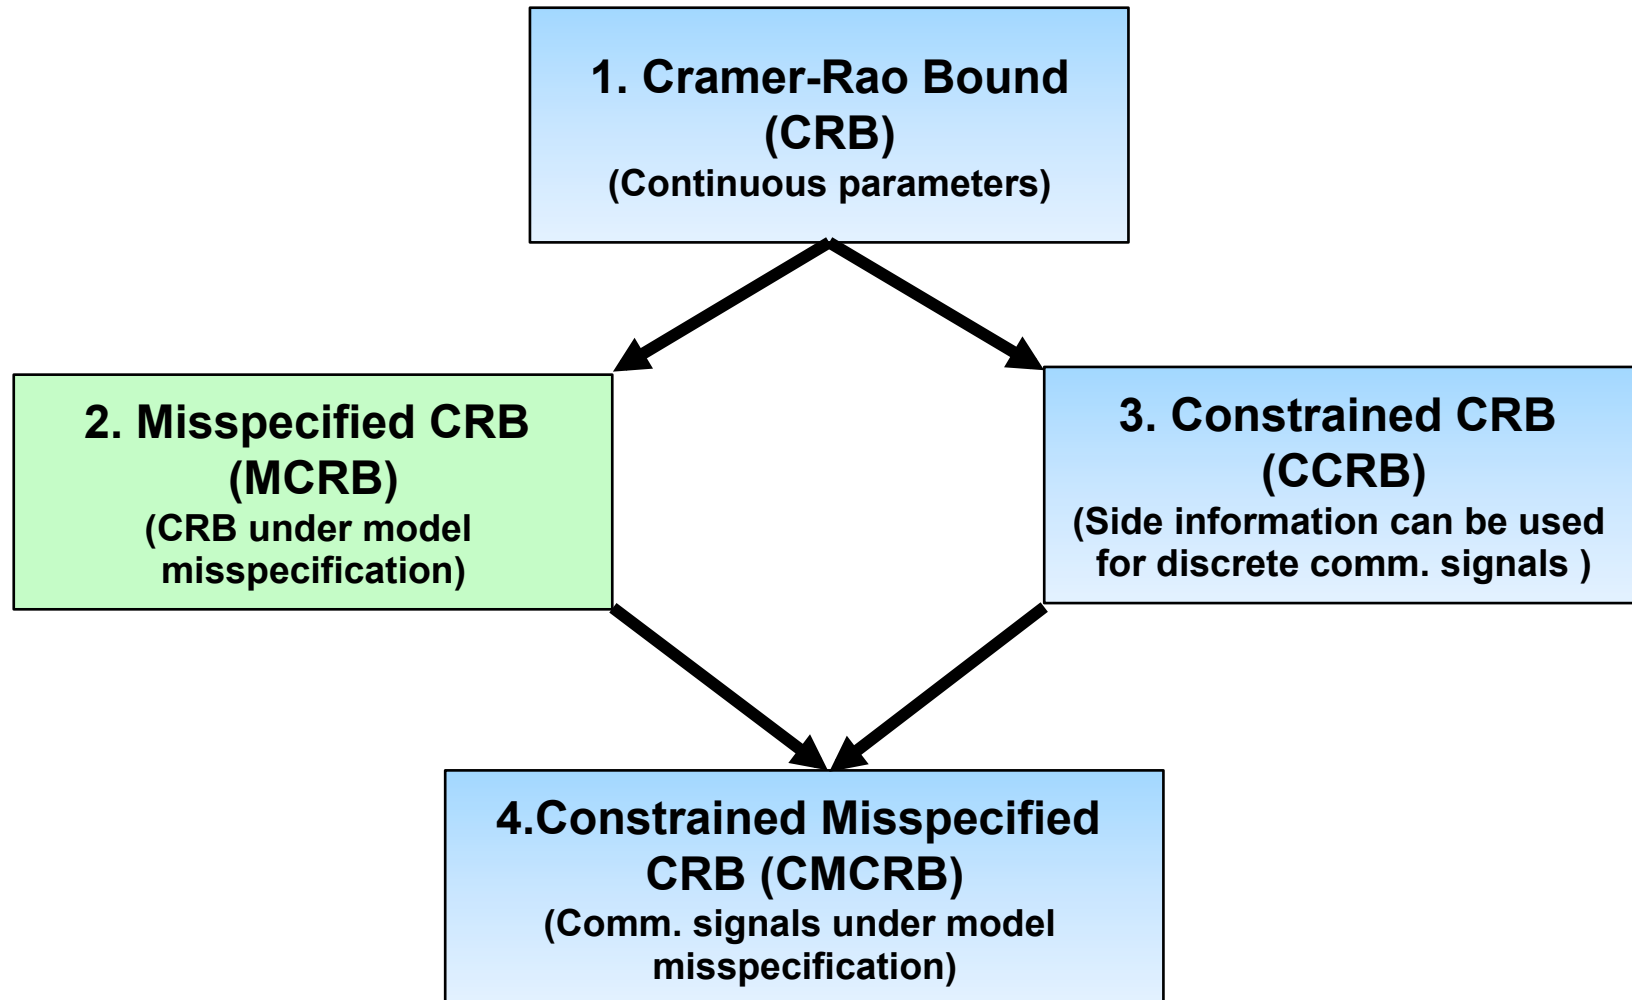 1. Cramer-Rao Bound
(CRB)
(Continuous parameters)
2. Misspecified CRB
(MCRB)
(CRB under model
misspecification)
3. Constrained CRB
(CCRB)
(Side information can be used
for discrete comm. signals )
4.Constrained Misspecified
CRB (CMCRB)
(Comm. signals under model
misspecification)